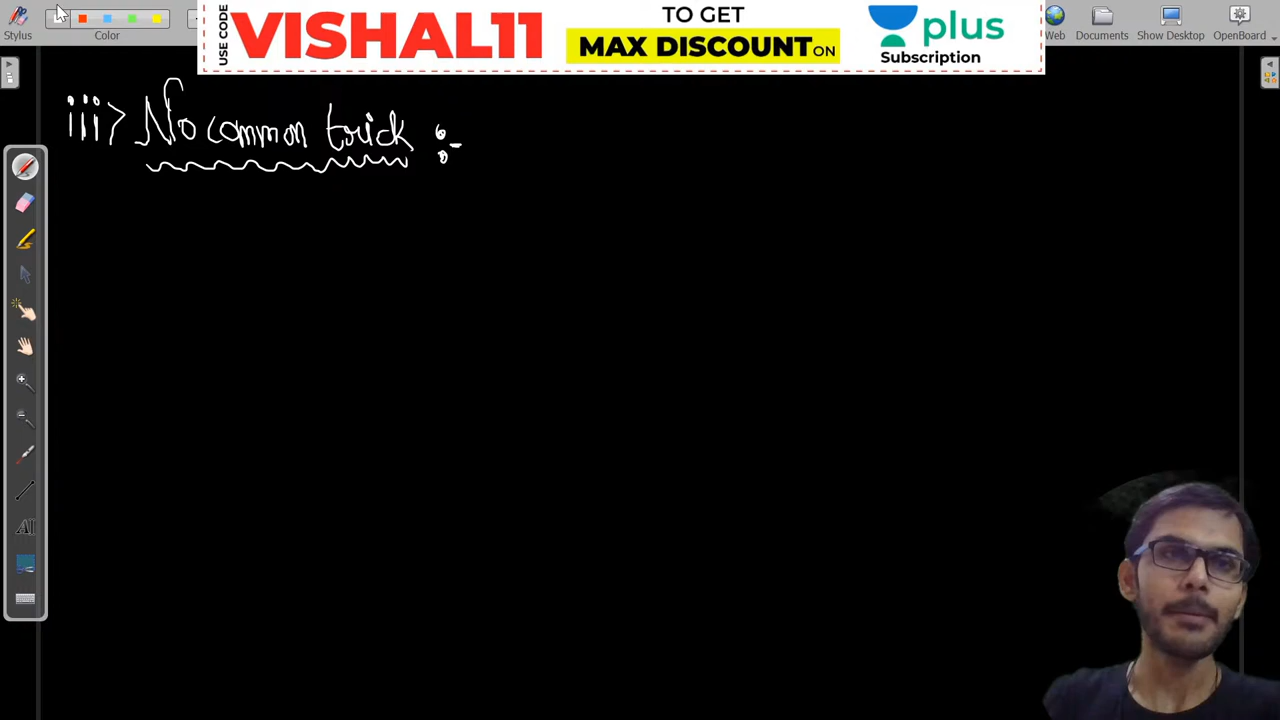 USE CODE
VISHAL11
TO GET
MAX DISCOUNT ON
plus
Subscription
Stylus
Color
Web
Documents
Show Desktop
OpenBoard
iii> No common trick :-
AI